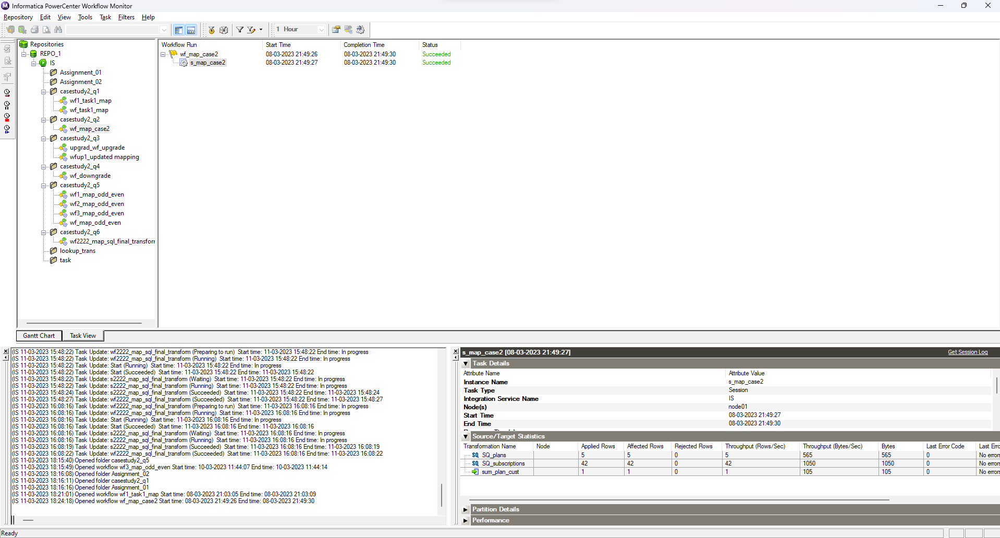 Informatica PowerCenter Workflow Monitor
Repository Edit View Tools Task Filters Help
1 Hour
Repositories
REPO_1
IS
Assignment_01
Assignment_02
casestudy2_q1
wf1_task1_map
wf_task1_map
casestudy2_q2
wf_map_case2
casestudy2_q3
upgrad_wf_upgrade
wfup1_updated mapping
casestudy2_q4
wf_downgrade
casestudy2_q5
wf1_map_odd_even
wf2_map_odd_even
wf3_map_odd_even
wf_map_odd_even
casestudy2_q6
wf2222_map_sql_final_transfor
lookup_trans
task
Workflow Run Start Time Completion Time Status
wf_map_case2 08-03-2023 21:49:26 08-03-2023 21:49:30 Succeeded
s_map_case2 08-03-2023 21:49:27 08-03-2023 21:49:30 Succeeded
Gantt Chart Task View
(IS 11-03-2023 15:48:22) Task Update: wf2222_map_sql_final_transform (Preparing to run) Start time: 11-03-2023 15:48:22 End time: In progress
(IS 11-03-2023 15:48:22) Task Update: wf2222_map_sql_final_transform (Running) Start time: 11-03-2023 15:48:22 End time: In progress
(IS 11-03-2023 15:48:22) Task Update: Start (Running) Start time: 11-03-2023 15:48:22 End time: In progress
(IS 11-03-2023 15:48:22) Task Update: Start (Succeeded) Start time: 11-03-2023 15:48:22 End time: 11-03-2023 15:48:22
(IS 11-03-2023 15:48:22) Task Update: s2222_map_sql_final_transform (Waiting) Start time: 11-03-2023 15:48:22 End time: In progress
(IS 11-03-2023 15:48:22) Task Update: s2222_map_sql_final_transform (Running) Start time: 11-03-2023 15:48:22 End time: In progress
(IS 11-03-2023 15:48:24) Task Update: s2222_map_sql_final_transform (Succeeded) Start time: 11-03-2023 15:48:22 End time: 11-03-2023 15:48:24
(IS 11-03-2023 15:48:27) Task Update: wf2222_map_sql_final_transform (Succeeded) Start time: 11-03-2023 15:48:22 End time: 11-03-2023 15:48:27
(IS 11-03-2023 16:08:16) Task Update: wf2222_map_sql_final_transform (Preparing to run) Start time: 11-03-2023 16:08:16 End time: In progress
(IS 11-03-2023 16:08:16) Task Update: wf2222_map_sql_final_transform (Running) Start time: 11-03-2023 16:08:16 End time: In progress
(IS 11-03-2023 16:08:16) Task Update: Start (Running) Start time: 11-03-2023 16:08:16 End time: In progress
(IS 11-03-2023 16:08:16) Task Update: Start (Succeeded) Start time: 11-03-2023 16:08:16 End time: 11-03-2023 16:08:16
(IS 11-03-2023 16:08:16) Task Update: s2222_map_sql_final_transform (Waiting) Start time: 11-03-2023 16:08:16 End time: In progress
(IS 11-03-2023 16:08:16) Task Update: s2222_map_sql_final_transform (Running) Start time: 11-03-2023 16:08:16 End time: In progress
(IS 11-03-2023 16:08:19) Task Update: s2222_map_sql_final_transform (Succeeded) Start time: 11-03-2023 16:08:16 End time: 11-03-2023 16:08:19
(IS 11-03-2023 16:08:22) Task Update: wf2222_map_sql_final_transform (Succeeded) Start time: 11-03-2023 16:08:16 End time: 11-03-2023 16:08:22
(IS 11-03-2023 18:15:40) Opened folder casestudy2_q5
(IS 11-03-2023 18:15:49) Opened workflow wf3_map_odd_even Start time: 10-03-2023 11:44:07 End time: 10-03-2023 11:44:14
(IS 11-03-2023 18:16:08) Opened folder Assignment_02
(IS 11-03-2023 18:16:11) Opened folder casestudy2_q1
(IS 11-03-2023 18:16:16) Opened folder Assignment_01
(IS 11-03-2023 18:21:01) Opened workflow wf1_task1_map Start time: 08-03-2023 21:03:05 End time: 08-03-2023 21:03:09
(IS 11-03-2023 18:24:18) Opened workflow wf_map_case2 Start time: 08-03-2023 21:49:26 End time: 08-03-2023 21:49:30
s_map_case2 [08-03-2023 21:49:27] Get Session Log
Task Details
Attribute Name Attribute Value
Instance Name s_map_case2
Task Type Session
Integration Service Name IS
Node(s) node01
Start Time 08-03-2023 21:49:27
End Time 08-03-2023 21:49:30
Source/Target Statistics
Transformation Name Node Applied Rows Affected Rows Rejected Rows Throughput (Rows/Sec) Throughput (Bytes/Sec) Bytes Last Error Code Last Erro
SQ SQ_plans 5 5 0 5 565 565 0 No errors
SQ SQ_subscriptions 42 42 0 42 1050 1050 0 No errors
sum_plan_cust 1 1 0 1 105 105 0 No errors
Partition Details
Performance
Ready